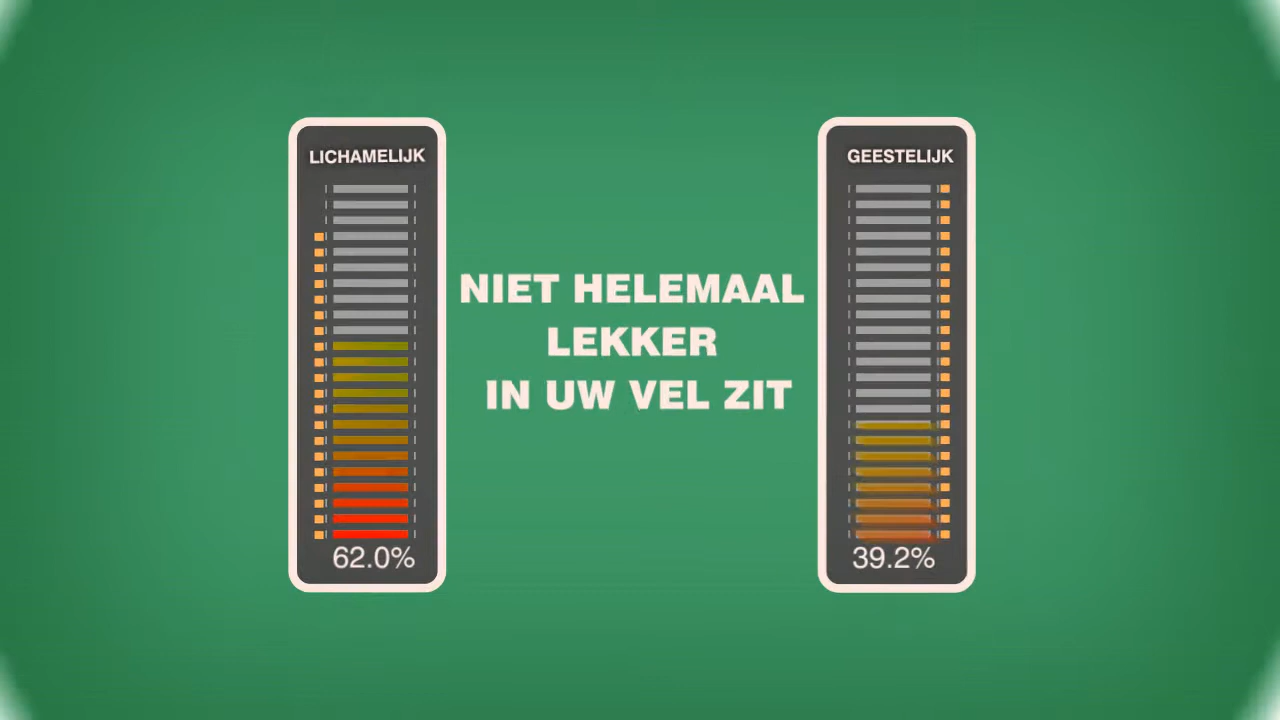 LICHAMELIJK
62.0%
NIET HELEMAAL
LEKKER
IN UW VEL ZIT
GEESTELIJK
39.2%